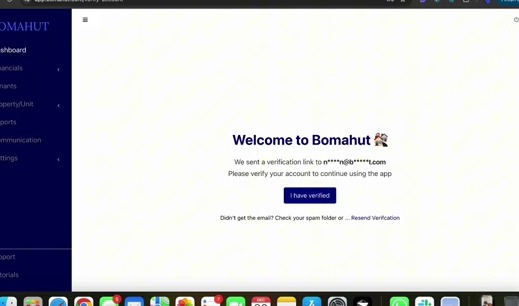 OMAHUT
shboard
ancials
nants
operty/Unit
ports
mmunication
ttings
Welcome to Bomahut
We sent a verification link to n****n@b*****t.com
Please verify your account to continue using the app
I have verified
Didn't get the email? Check your spam folder or ... Resend Verifcation
pport
torials